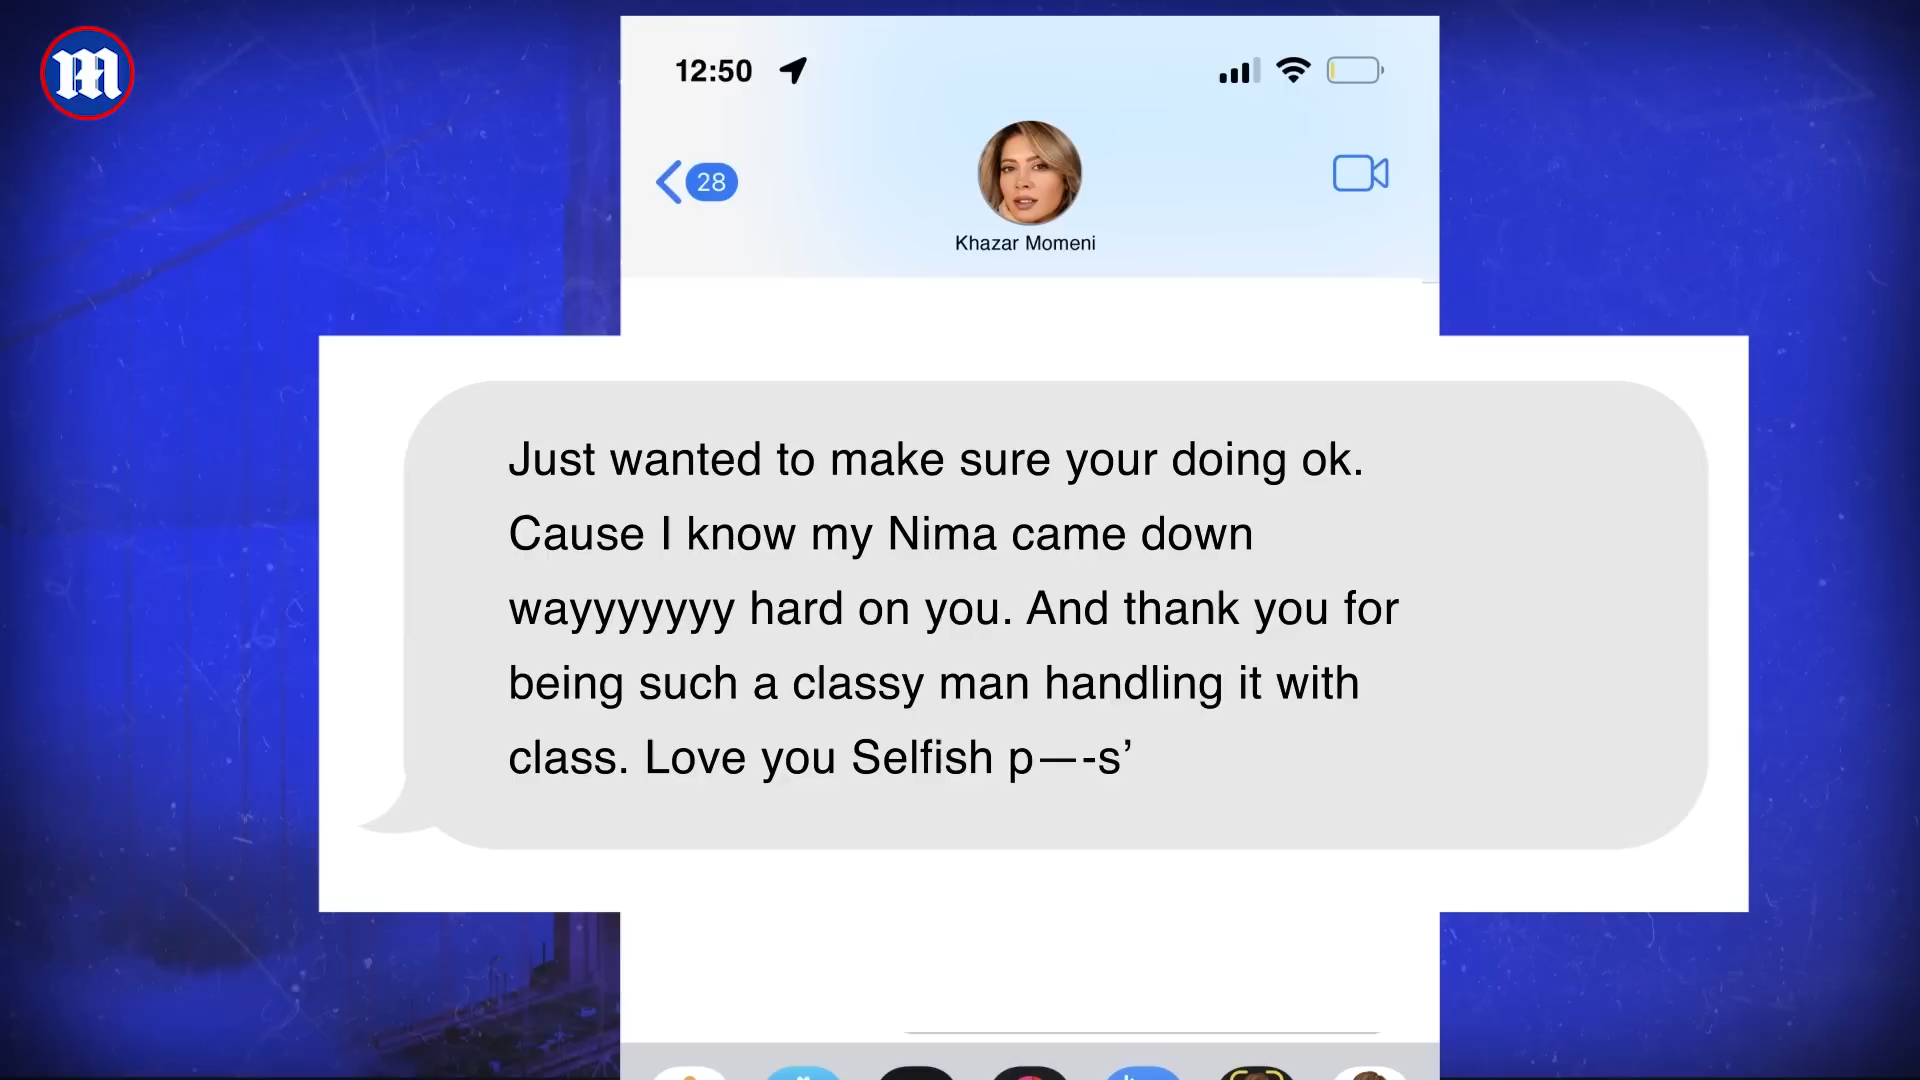 12:50
28
Khazar Momeni
Just wanted to make sure your doing ok.
Cause I know my Nima came down
wayyyyyyy hard on you. And thank you for
being such a classy man handling it with
class. Love you Selfish p—-s’